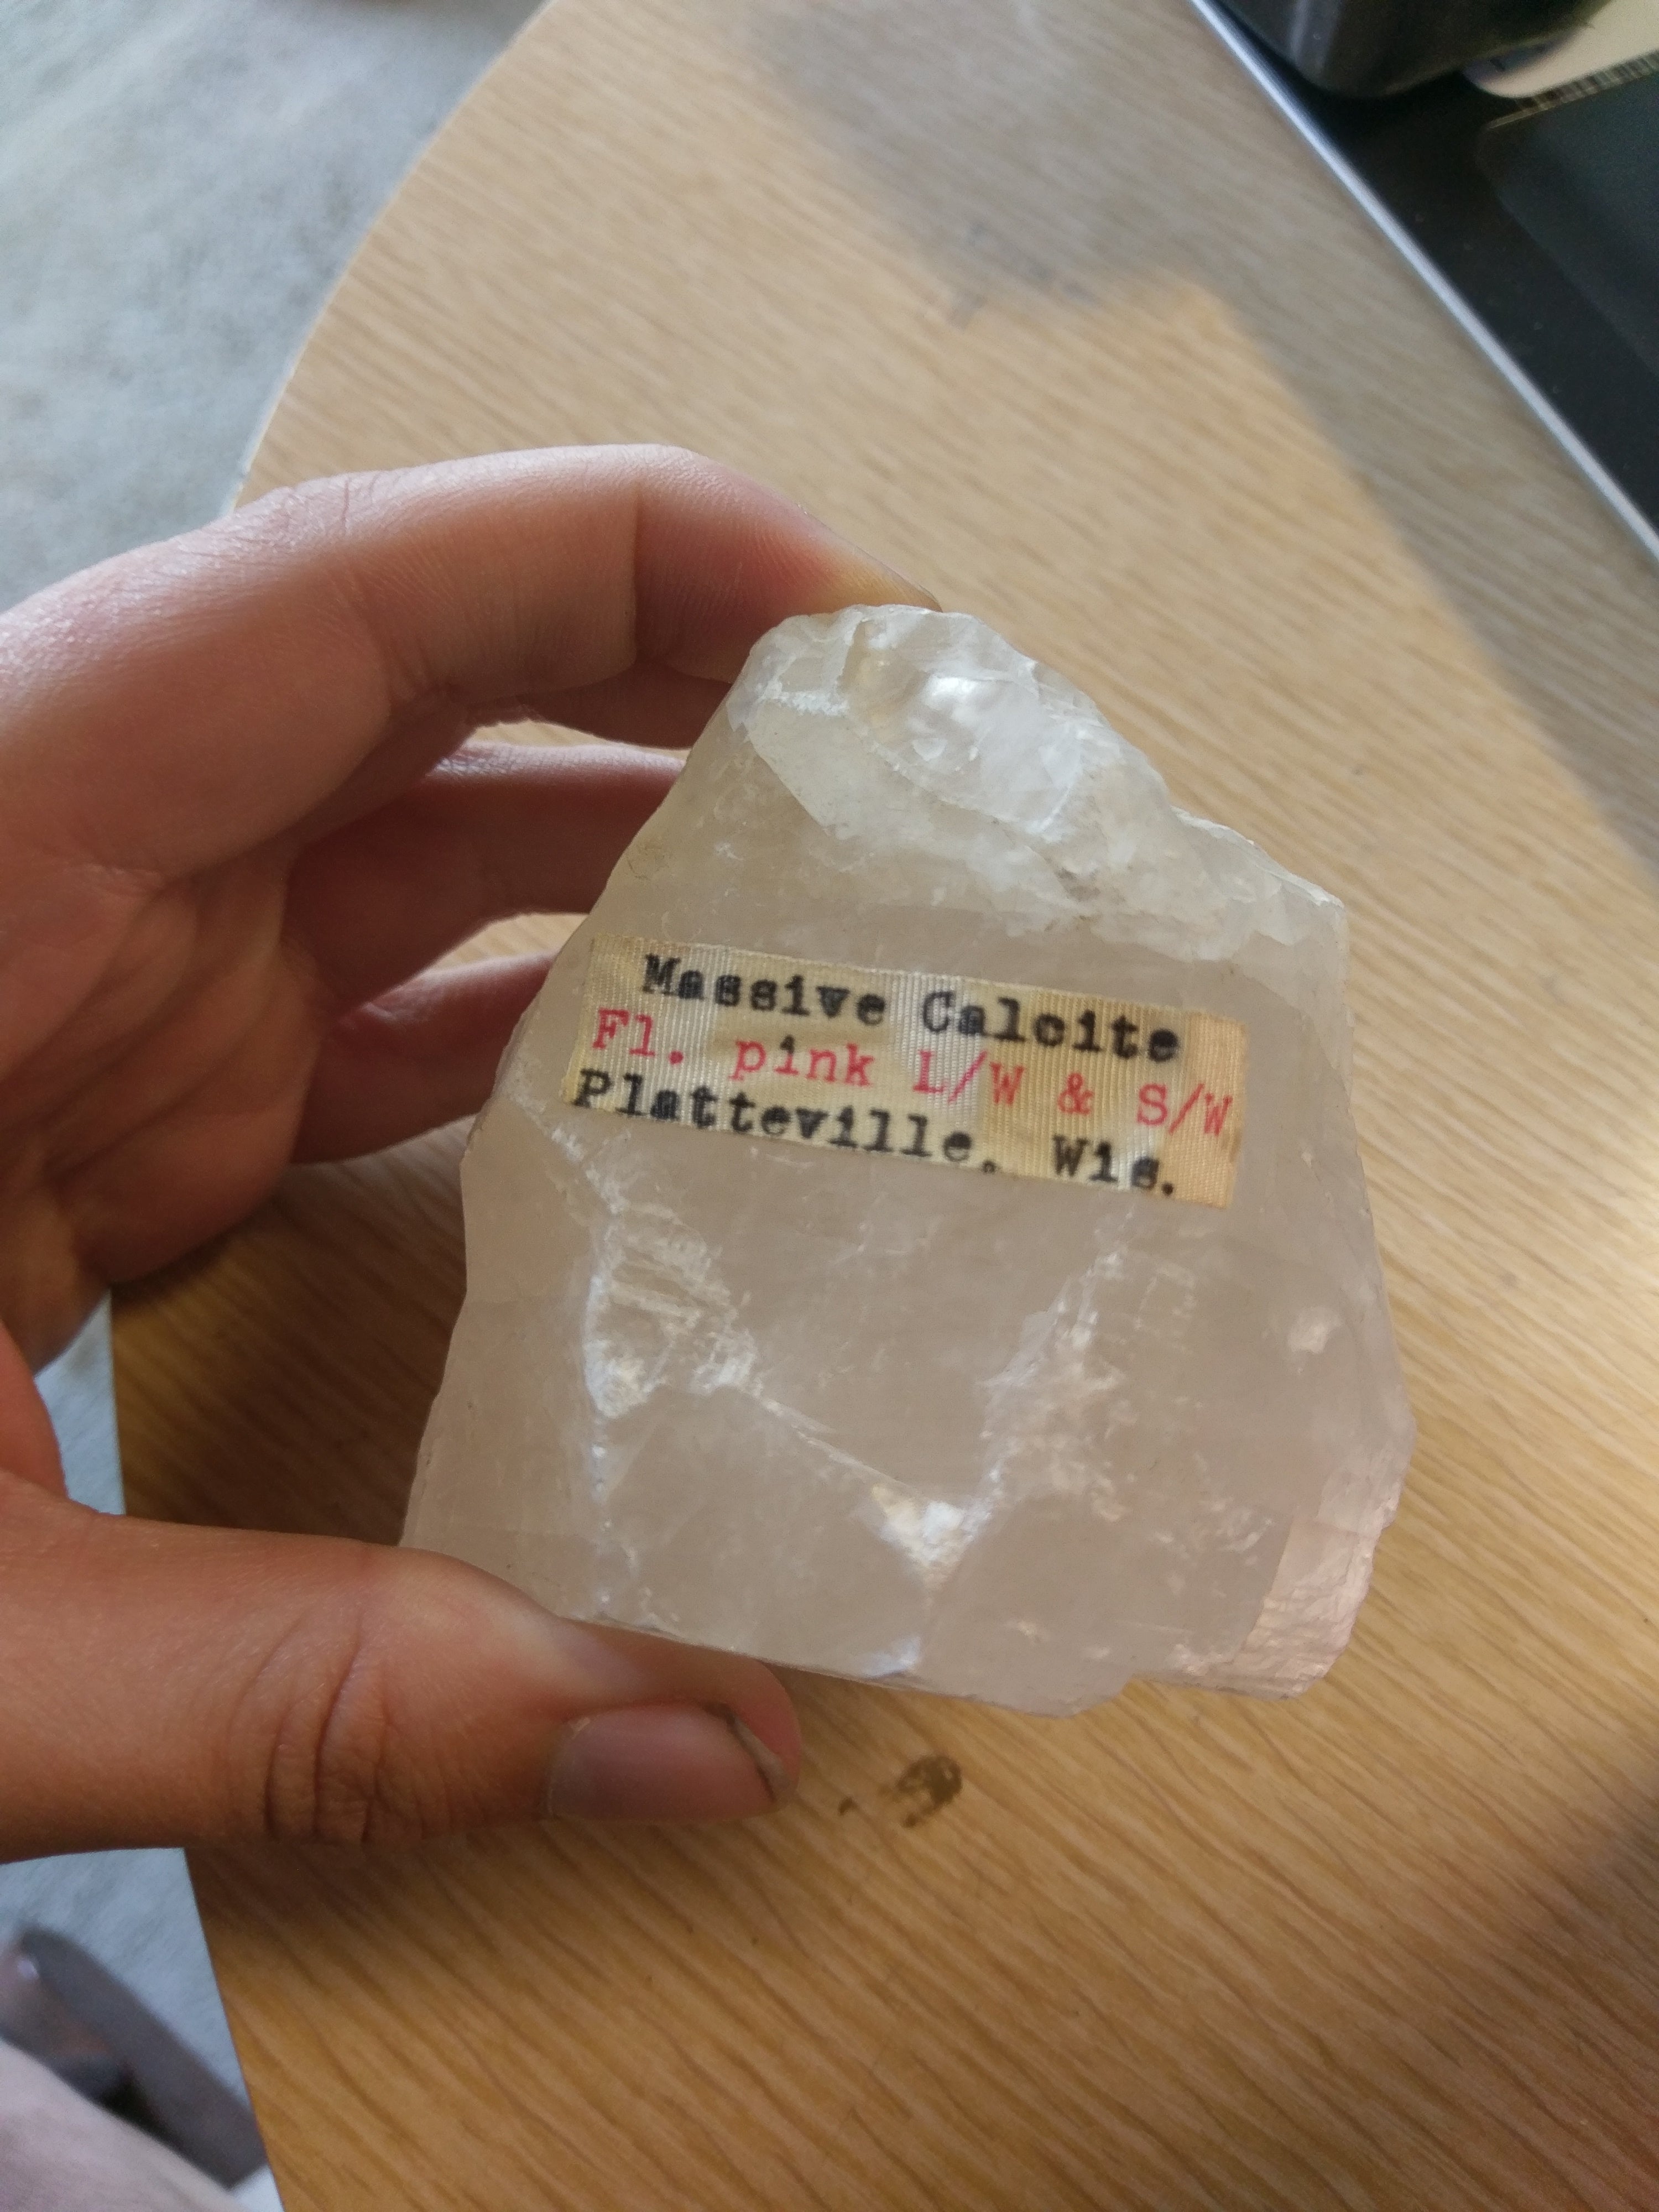 Massive Calcite
Fl. pink L/W & S/W
Platteville, Wis.